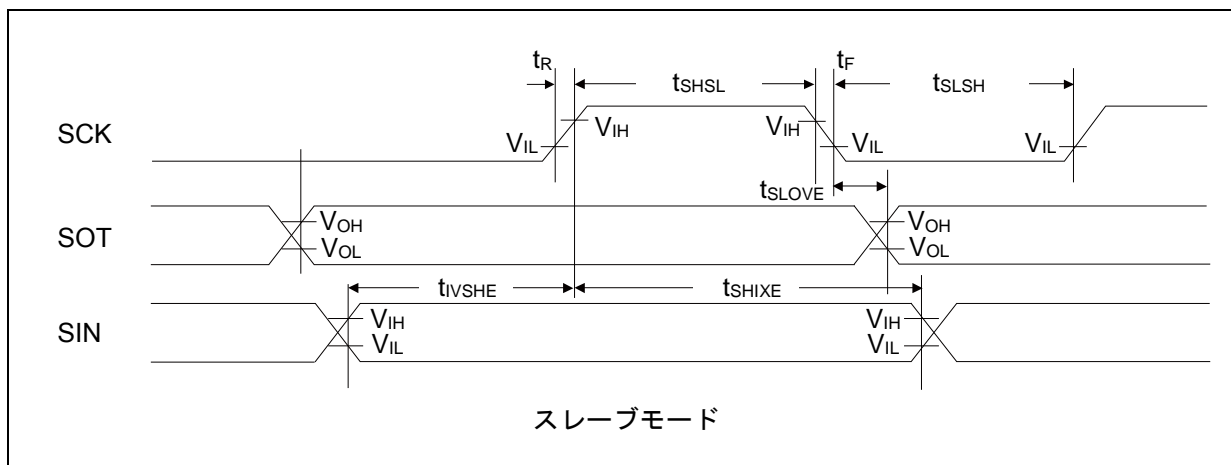 tR tSHSL tF tSLSH
SCK VIL VIH VIH VIL VIL
tSLOVE
SOT VOH VOL VOH VOL
tIVSHE tSHIXE
SIN VIH VIL VIH VIL
スレーブモード